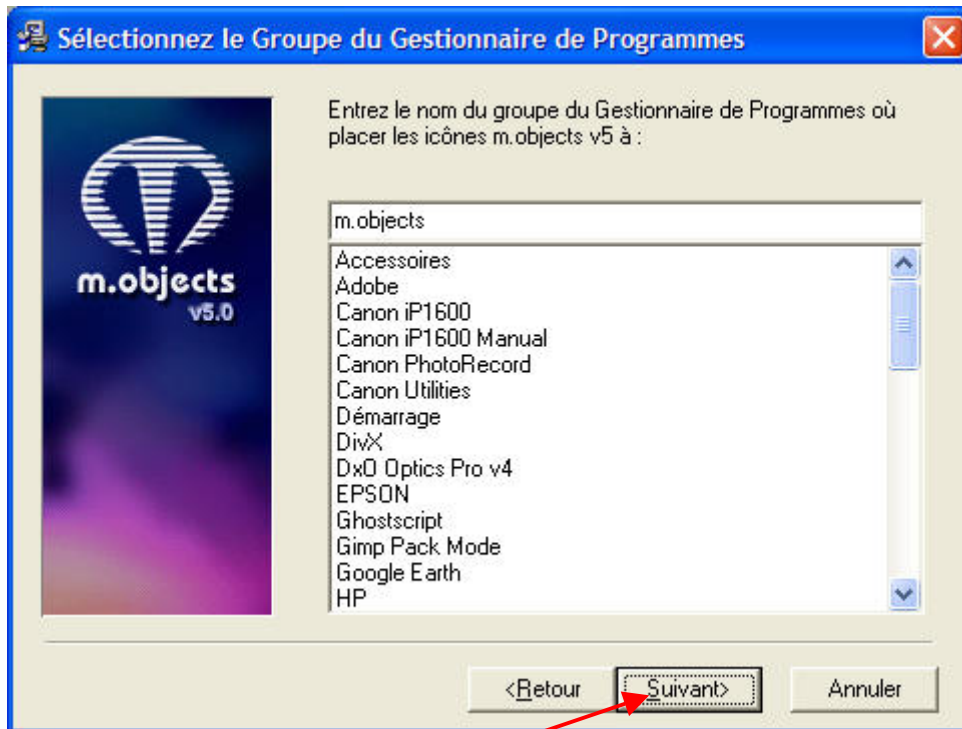 Sélectionnez le Groupe du Gestionnaire de Programmes
Entrez le nom du groupe du Gestionnaire de Programmes où
placer les icônes m.objects v5 à :
m.objects
v5.0
m.objects
Accessoires
Adobe
Canon iP1600
Canon iP1600 Manual
Canon PhotoRecord
Canon Utilities
Démarrage
DivX
DxO Optics Pro v4
EPSON
Ghostscript
Gimp Pack Mode
Google Earth
HP
<Retour
Suivant>
Annuler